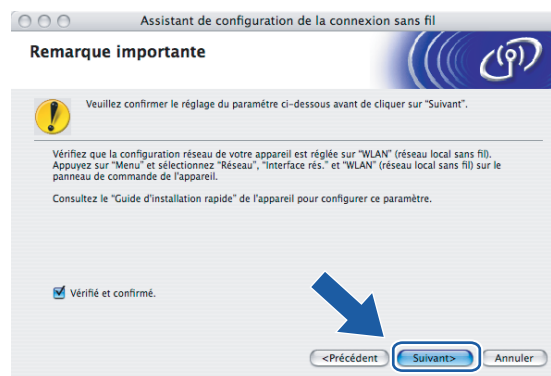 Assistant de configuration de la connexion sans fil
Remarque importante
Veuillez confirmer le réglage du paramétre ci-dessous avant de cliquer sur "Suivant".
Vérifiez que la configuration réseau de votre appareil est réglée sur "WLAN" (réseau local sans fil).
Appuyez sur "Menu" et sélectionnez "Réseau", "Interface rés." et "WLAN" (réseau local sans fil) sur le
panneau de commande de l'appareil.
Consultez le "Guide d'installation rapide" de l'appareil pour configurer ce paramètre.
Vérifié et confirmé.
<Précédent Suivant> Annuler